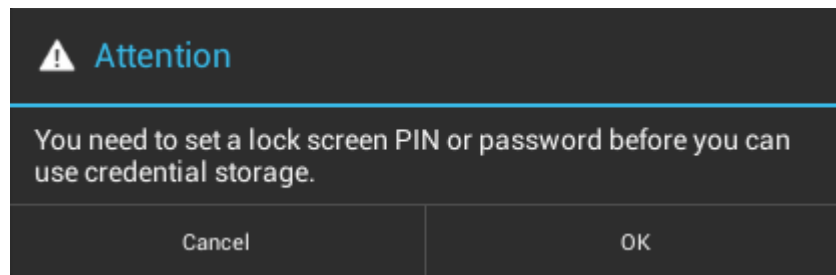 Attention
You need to set a lock screen PIN or password before you can
use credential storage.
Cancel
OK